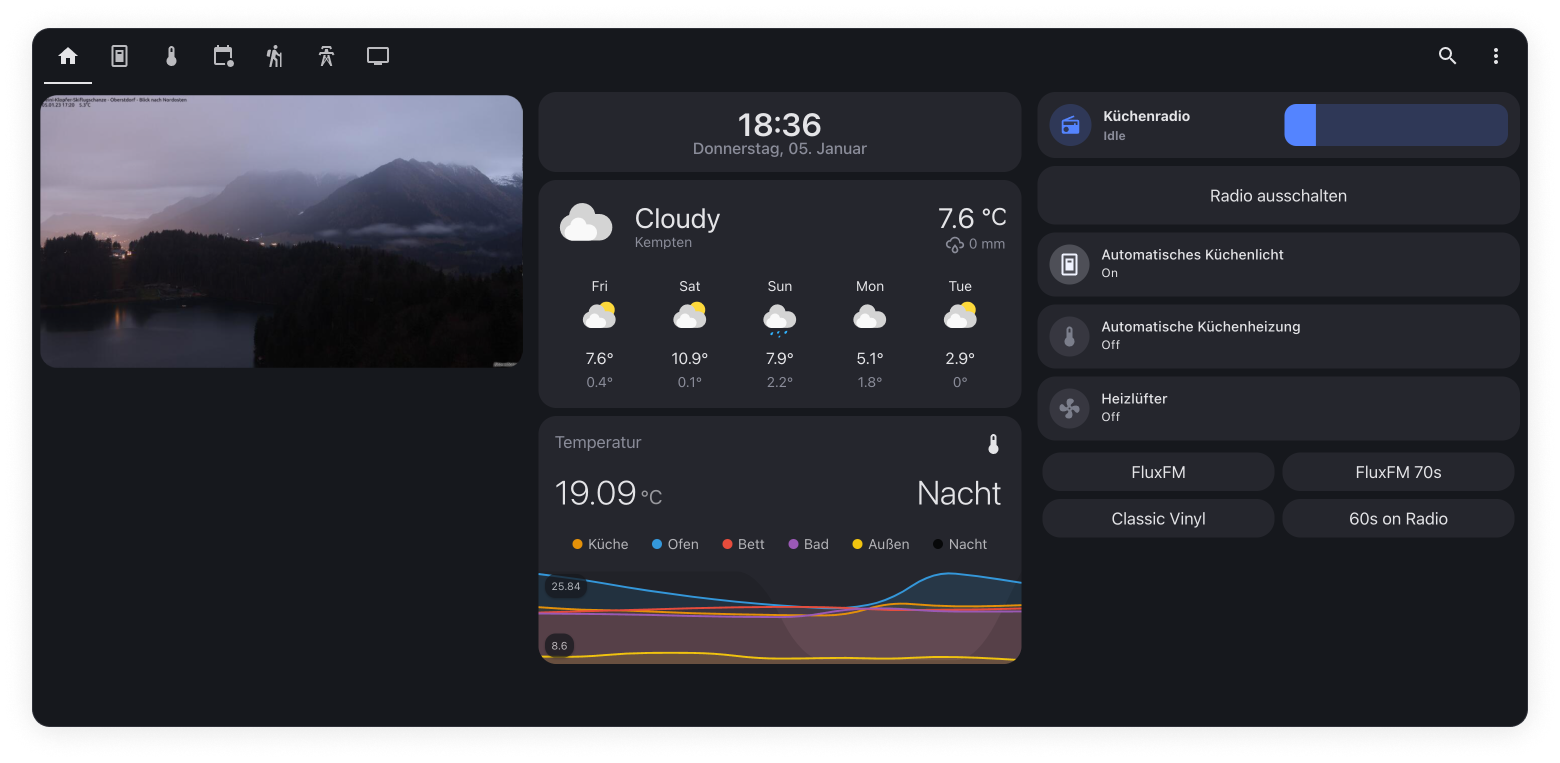 18:36
Donnerstag, 05. Januar
Cloudy
Kempten
7.6 °C
0 mm
Fri Sat Sun Mon Tue
7.6° 10.9° 7.9° 5.1° 2.9°
0.4° 0.1° 2.2° 1.8° 0°
Temperatur
19.09 °C
Nacht
Küche Ofen Bett Bad Außen Nacht
25.84
8.6
Küchenradio
Idle
Radio ausschalten
Automatisches Küchenlicht
On
Automatische Küchenheizung
Off
Heizlüfter
Off
FluxFM FluxFM 70s
Classic Vinyl 60s on Radio